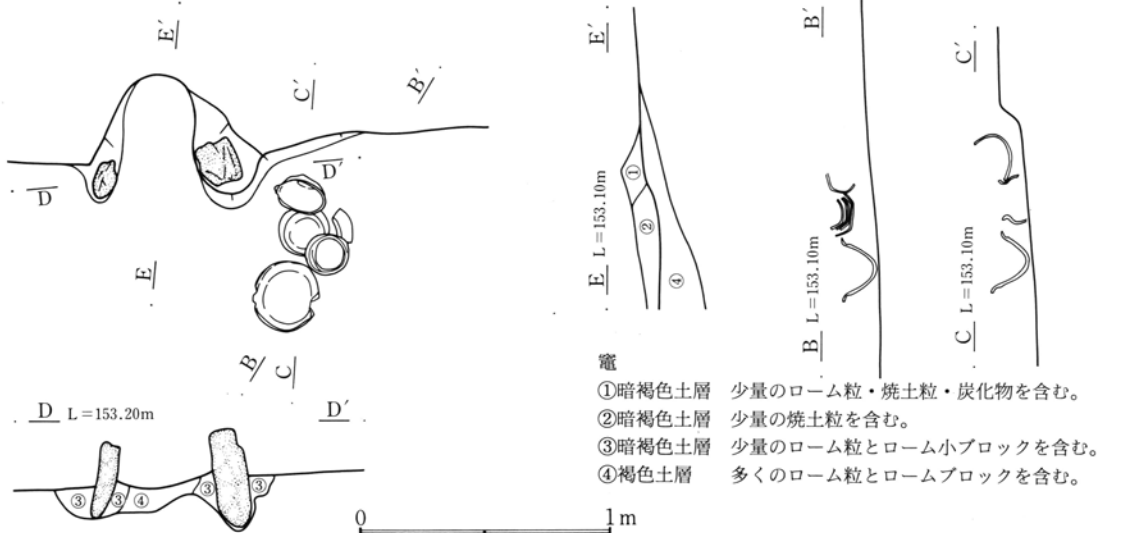 E′
C′
B′
D
D′
E
B
C
D L=153.20m D′
③ ③ ④ ③ ③
0 1m
E′
①
②
④
E L=153.10m
B′
B L=153.10m
C′
C L=153.10m
竈
①暗褐色土層 少量のローム粒・焼土粒・炭化物を含む。
②暗褐色土層 少量の焼土粒を含む。
③暗褐色土層 少量のローム粒とローム小ブロックを含む。
④褐色土層 多くのローム粒とロームブロックを含む。